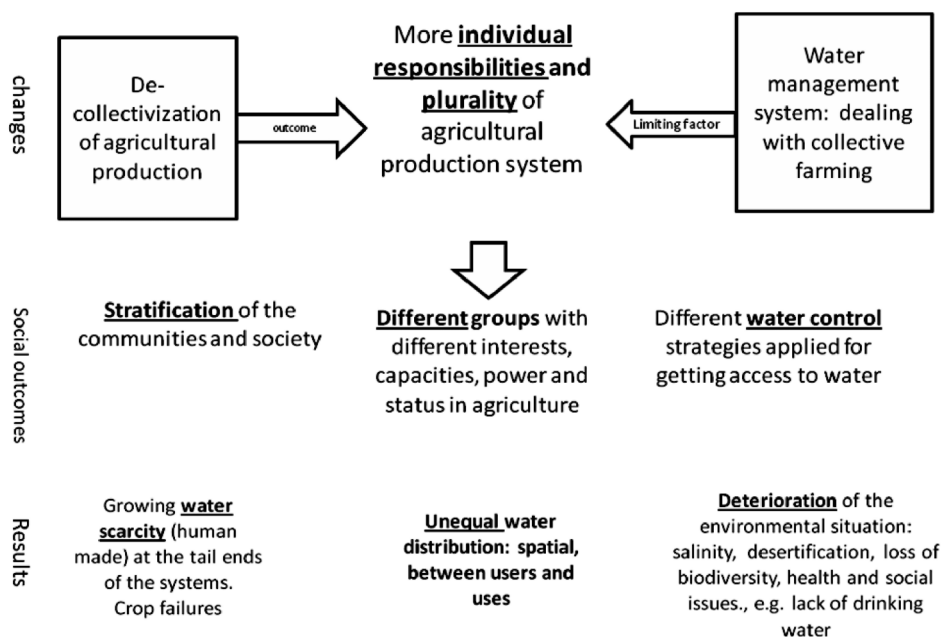 changes
De-
collectivization
of agricultural
production
outcome
More individual
responsibilities and
plurality of
agricultural
production system
Limiting factor
Water
management
system: dealing
with collective
farming
Social outcomes
Stratification of the
communities and society
Different groups with
different interests,
capacities, power and
status in agriculture
Different water control
strategies applied for
getting access to water
Results
Growing water
scarcity (human
made) at the tail ends
of the systems.
Crop failures
Unequal water
distribution: spatial,
between users and
uses
Deterioration of the
environmental situation:
salinity, desertification, loss of
biodiversity, health and social
issues., e.g. lack of drinking
water